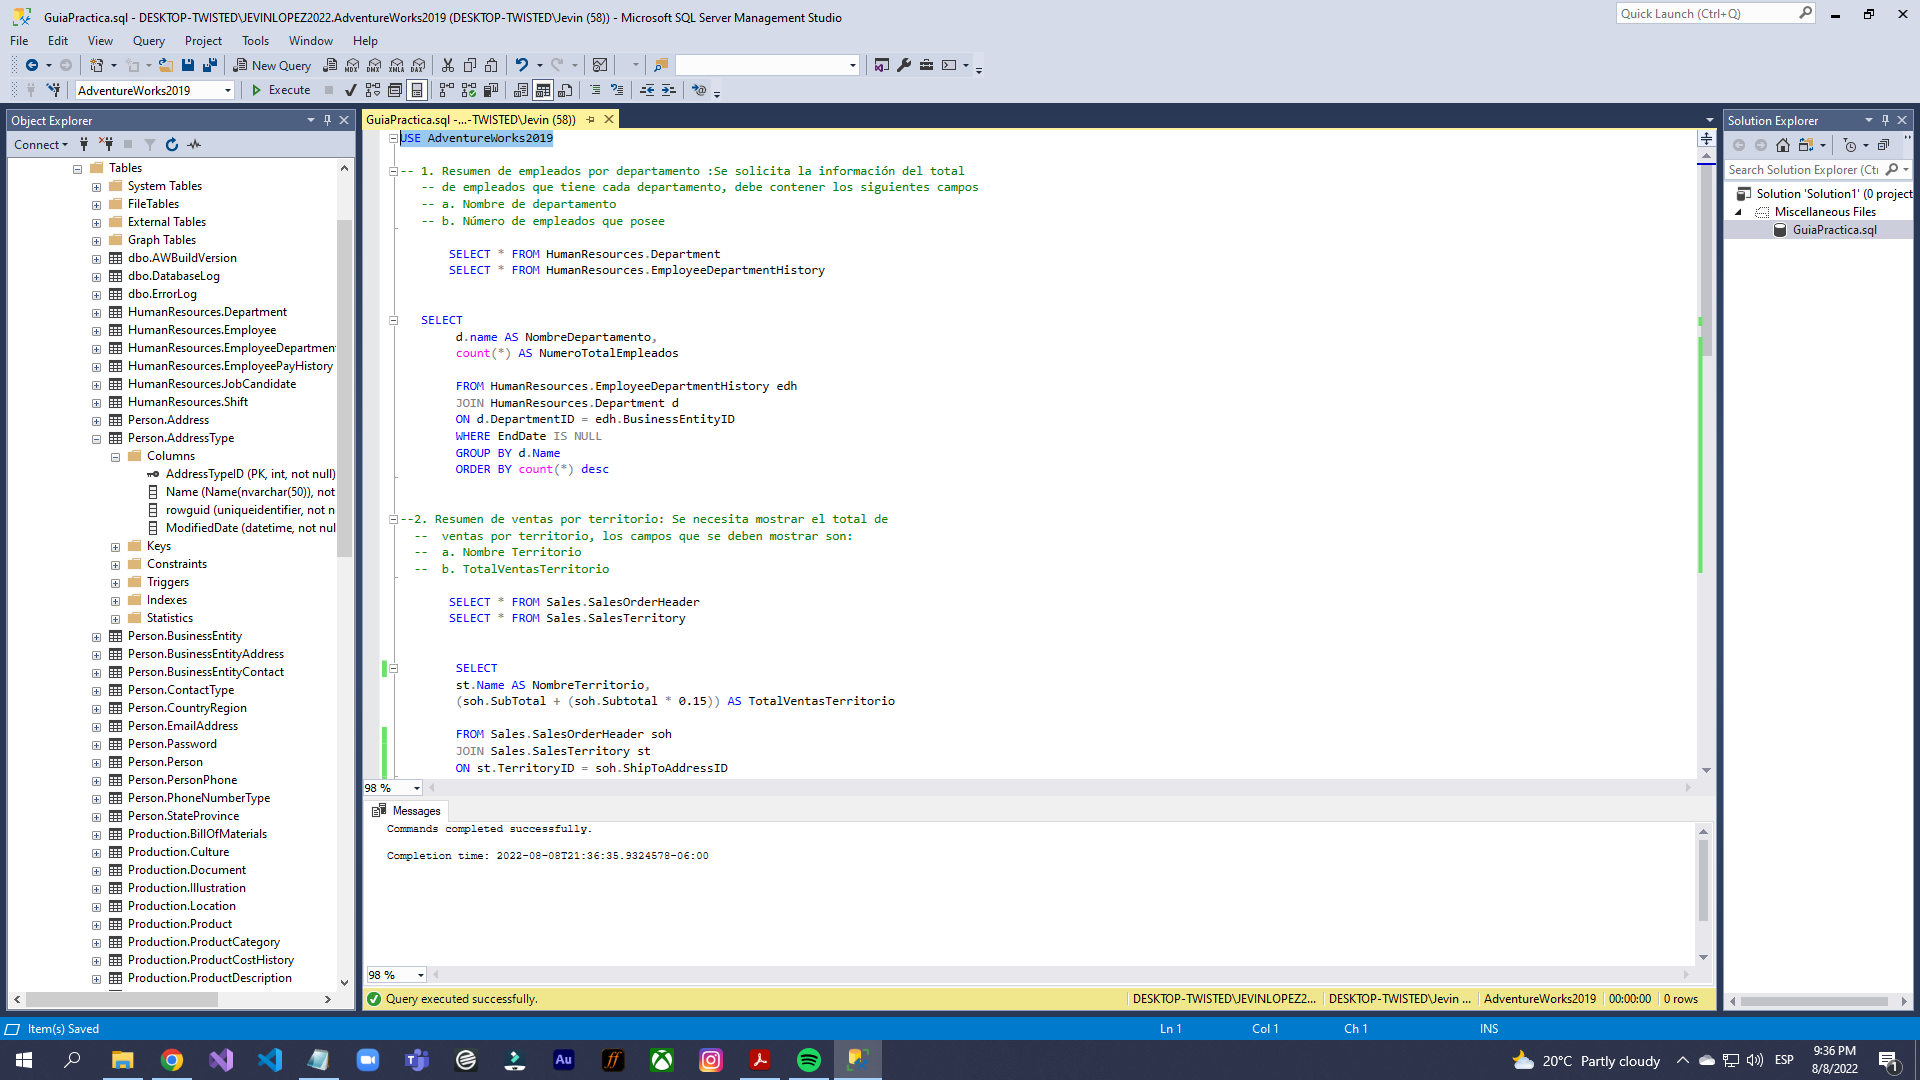 GuiaPractica.sql - DESKTOP-TWISTED\JEVINLOPEZ2022.AdventureWorks2019 (DESKTOP-TWISTED\Jevin (58)) - Microsoft SQL Server Management Studio
Quick Launch (Ctrl+Q)
File Edit View Query Project Tools Window Help
New Query
MDX DMX XMLA DAX
AdventureWorks2019
Execute
Object Explorer
Connect
Tables
System Tables
FileTables
External Tables
Graph Tables
dbo.AWBuildVersion
dbo.DatabaseLog
dbo.ErrorLog
HumanResources.Department
HumanResources.Employee
HumanResources.EmployeeDepartmen
HumanResources.EmployeePayHistory
HumanResources.JobCandidate
HumanResources.Shift
Person.Address
Person.AddressType
Columns
AddressTypeID (PK, int, not null)
Name (Name(nvarchar(50)), not
rowguid (uniqueidentifier, not n
ModifiedDate (datetime, not nul
Keys
Constraints
Triggers
Indexes
Statistics
Person.BusinessEntity
Person.BusinessEntityAddress
Person.BusinessEntityContact
Person.ContactType
Person.CountryRegion
Person.EmailAddress
Person.Password
Person.Person
Person.PersonPhone
Person.PhoneNumberType
Person.StateProvince
Production.BillOfMaterials
Production.Culture
Production.Document
Production.Illustration
Production.Location
Production.Product
Production.ProductCategory
Production.ProductCostHistory
Production.ProductDescription
GuiaPractica.sql -...-TWISTED\Jevin (58))
USE AdventureWorks2019
-- 1. Resumen de empleados por departamento :Se solicita la información del total
-- de empleados que tiene cada departamento, debe contener los siguientes campos
-- a. Nombre de departamento
-- b. Número de empleados que posee
SELECT * FROM HumanResources.Department
SELECT * FROM HumanResources.EmployeeDepartmentHistory
SELECT
d.name AS NombreDepartamento,
count(*) AS NumeroTotalEmpleados
FROM HumanResources.EmployeeDepartmentHistory edh
JOIN HumanResources.Department d
ON d.DepartmentID = edh.BusinessEntityID
WHERE EndDate IS NULL
GROUP BY d.Name
ORDER BY count(*) desc
--2. Resumen de ventas por territorio: Se necesita mostrar el total de
-- ventas por territorio, los campos que se deben mostrar son:
-- a. Nombre Territorio
-- b. TotalVentasTerritorio
SELECT * FROM Sales.SalesOrderHeader
SELECT * FROM Sales.SalesTerritory
SELECT
st.Name AS NombreTerritorio,
(soh.SubTotal + (soh.Subtotal * 0.15)) AS TotalVentasTerritorio
FROM Sales.SalesOrderHeader soh
JOIN Sales.SalesTerritory st
ON st.TerritoryID = soh.ShipToAddressID
98 %
Messages
Commands completed successfully.
Completion time: 2022-08-08T21:36:35.9324578-06:00
98 %
Query executed successfully.
DESKTOP-TWISTED\JEVINLOPEZ2... DESKTOP-TWISTED\Jevin ... AdventureWorks2019 00:00:00 0 rows
Solution Explorer
Search Solution Explorer (Ctr
Solution 'Solution1' (0 project
Miscellaneous Files
GuiaPractica.sql
Item(s) Saved
Ln 1 Col 1 Ch 1 INS
Au
ff
20°C Partly cloudy
ESP
9:36 PM
8/8/2022
1